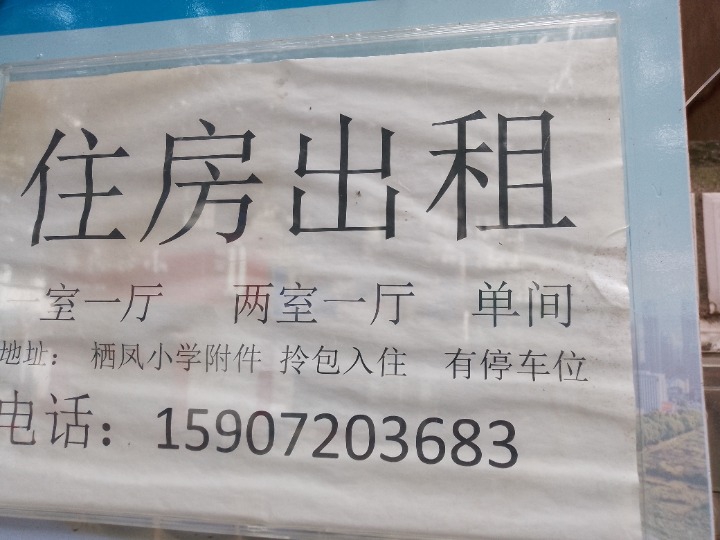 住房出租
一室一厅 两室一厅 单间
地址： 栖凤小学附件 拎包入住 有停车位
电话：15907203683